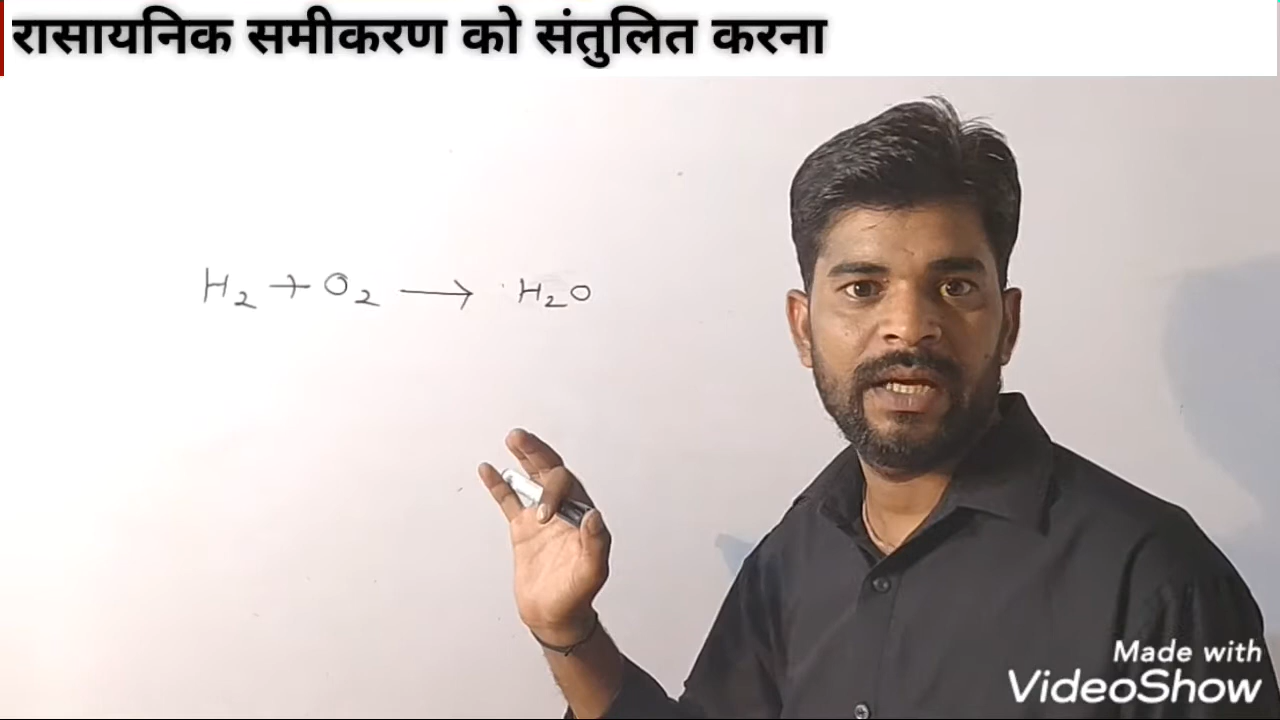 रासायनिक समीकरण को संतुलित करना
H₂ + O₂ ⟶ H₂O
Made with
VideoShow